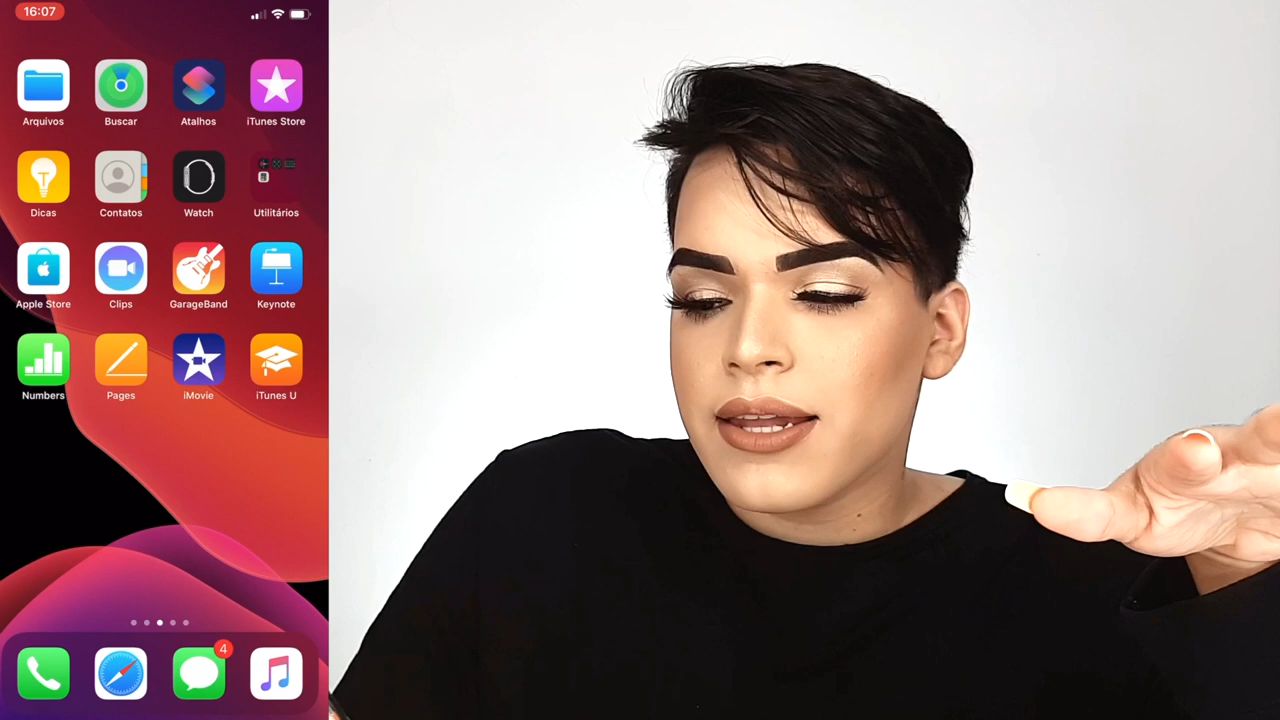 16:07
Arquivos
Buscar
Atalhos
iTunes Store
Dicas
Contatos
Watch
Utilitários
Apple Store
Clips
GarageBand
Keynote
Numbers
Pages
iMovie
iTunes U
4